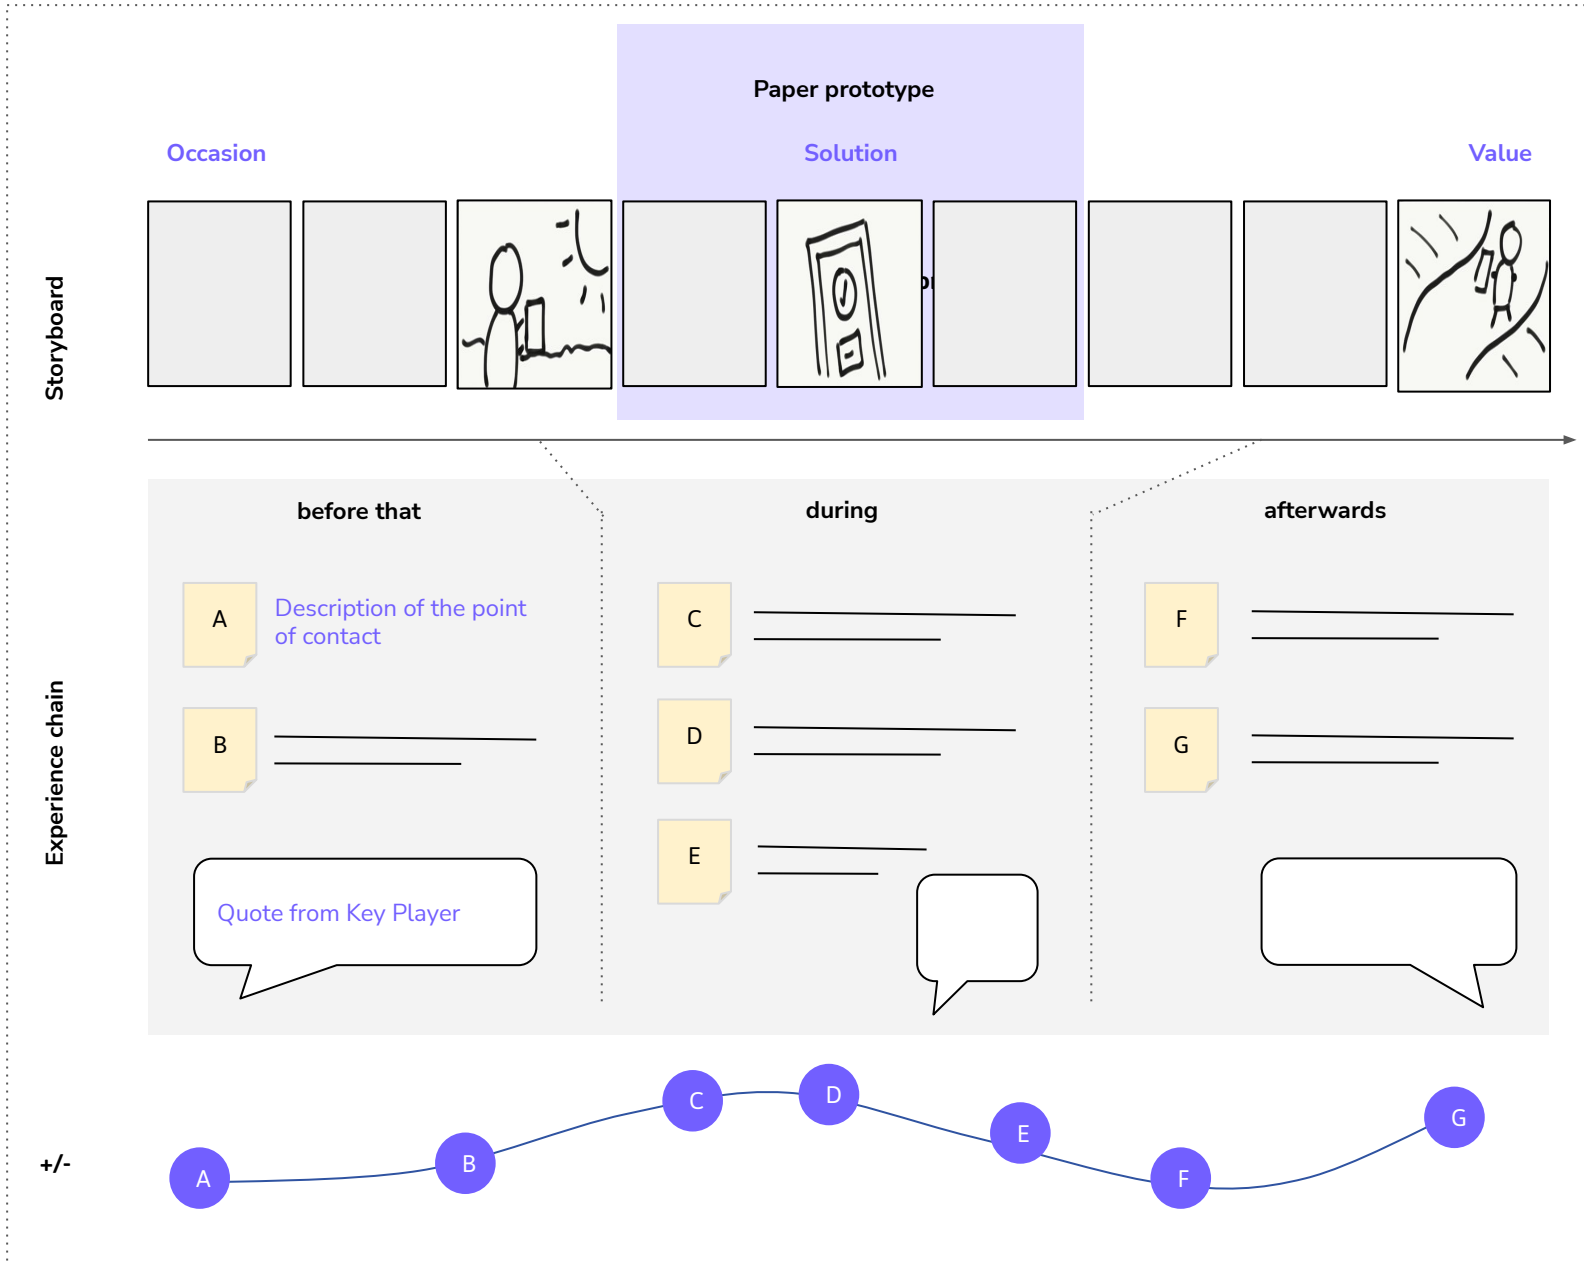 Paper prototype
Occasion
Solution
Value
Storyboard
before that
during
afterwards
A
Description of the point
of contact
C
F
B
D
G
E
Experience chain
Quote from Key Player
+/-
A
B
C
D
E
F
G